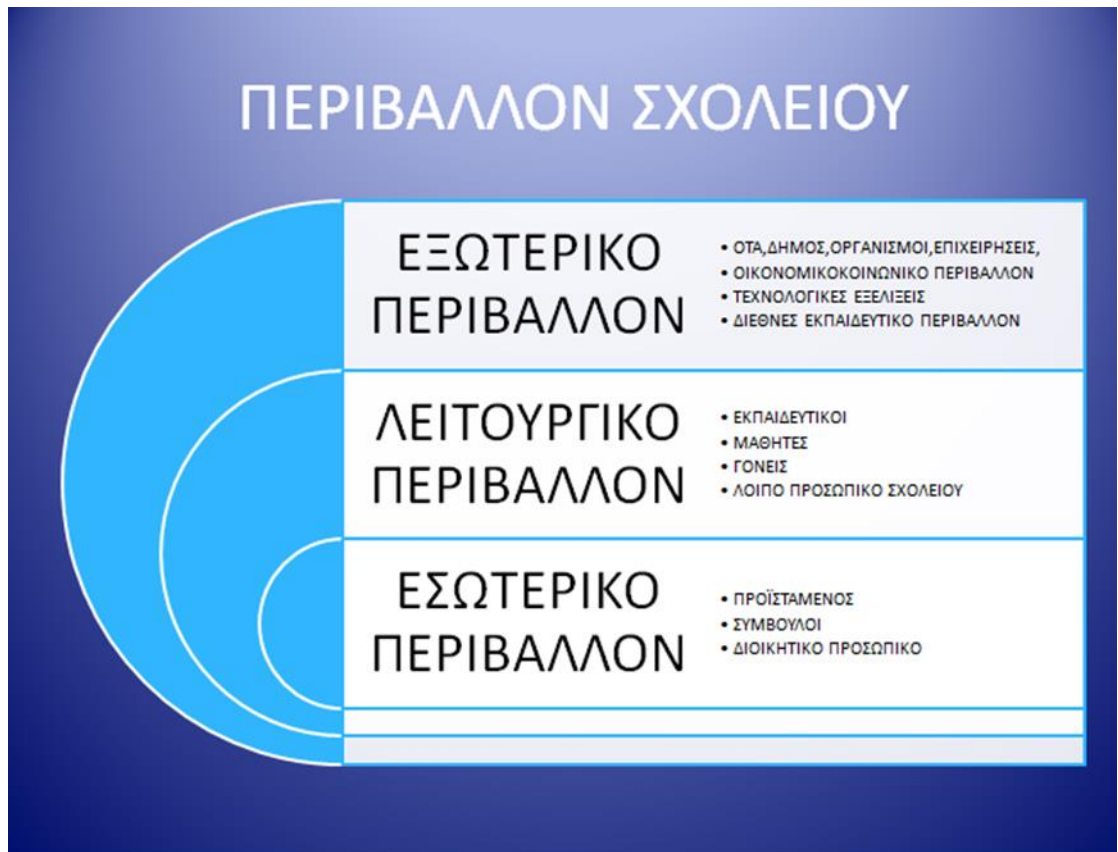 ΠΕΡΙΒΑΛΛΟΝ ΣΧΟΛΕΙΟΥ
ΕΞΩΤΕΡΙΚΟ
ΠΕΡΙΒΑΛΛΟΝ
• ΟΤΑ,ΔΗΜΟΣ,ΟΡΓΑΝΙΣΜΟΙ,ΕΠΙΧΕΙΡΗΣΕΙΣ,
• ΟΙΚΟΝΟΜΙΚΟΚΟΙΝΩΝΙΚΟ ΠΕΡΙΒΑΛΛΟΝ
• ΤΕΧΝΟΛΟΓΙΚΕΣ ΕΞΕΛΙΞΕΙΣ
• ΔΙΕΘΝΕΣ ΕΚΠΑΙΔΕΥΤΙΚΟ ΠΕΡΙΒΑΛΛΟΝ
ΛΕΙΤΟΥΡΓΙΚΟ
ΠΕΡΙΒΑΛΛΟΝ
• ΕΚΠΑΙΔΕΥΤΙΚΟΙ
• ΜΑΘΗΤΕΣ
• ΓΟΝΕΙΣ
• ΛΟΙΠΟ ΠΡΟΣΩΠΙΚΟ ΣΧΟΛΕΙΟΥ
ΕΣΩΤΕΡΙΚΟ
ΠΕΡΙΒΑΛΛΟΝ
• ΠΡΟΪΣΤΑΜΕΝΟΣ
• ΣΥΜΒΟΥΛΟΙ
• ΔΙΟΙΚΗΤΙΚΟ ΠΡΟΣΩΠΙΚΟ